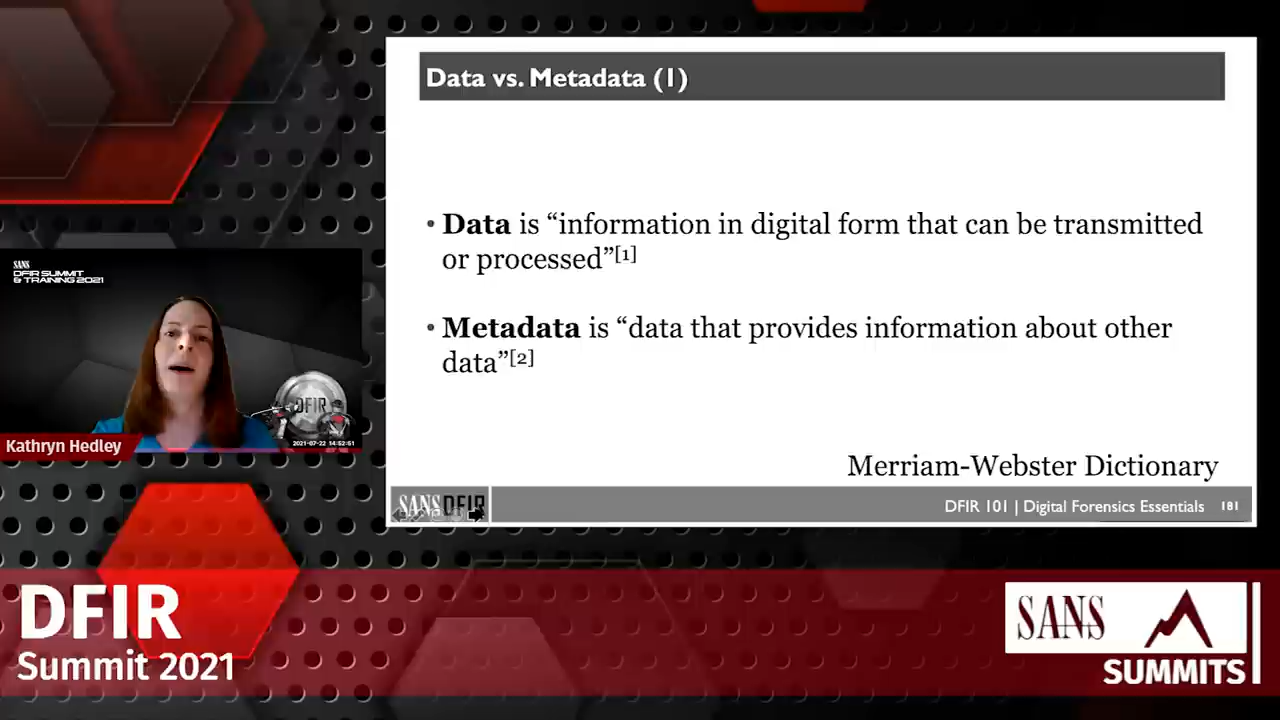 Data vs. Metadata (1)
• Data is “information in digital form that can be transmitted
or processed”[1]
• Metadata is “data that provides information about other
data”[2]
Merriam-Webster Dictionary
SANS DFIR
DFIR 101 | Digital Forensics Essentials 181
SANS
DFIR SUMMIT
& TRAINING 2021
DFIR
2021-07-22 14:52:51
Kathryn Hedley
DFIR
Summit 2021
SANS
SUMMITS